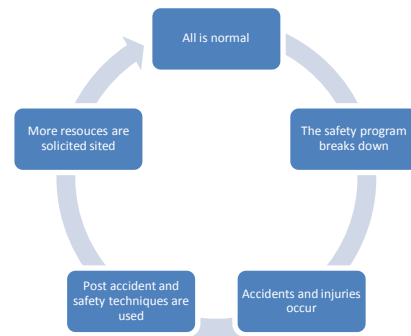 All is normal
The safety program
breaks down
Accidents and injuries
occur
Post accident and
safety techniques are
used
More resouces are
solicited sited